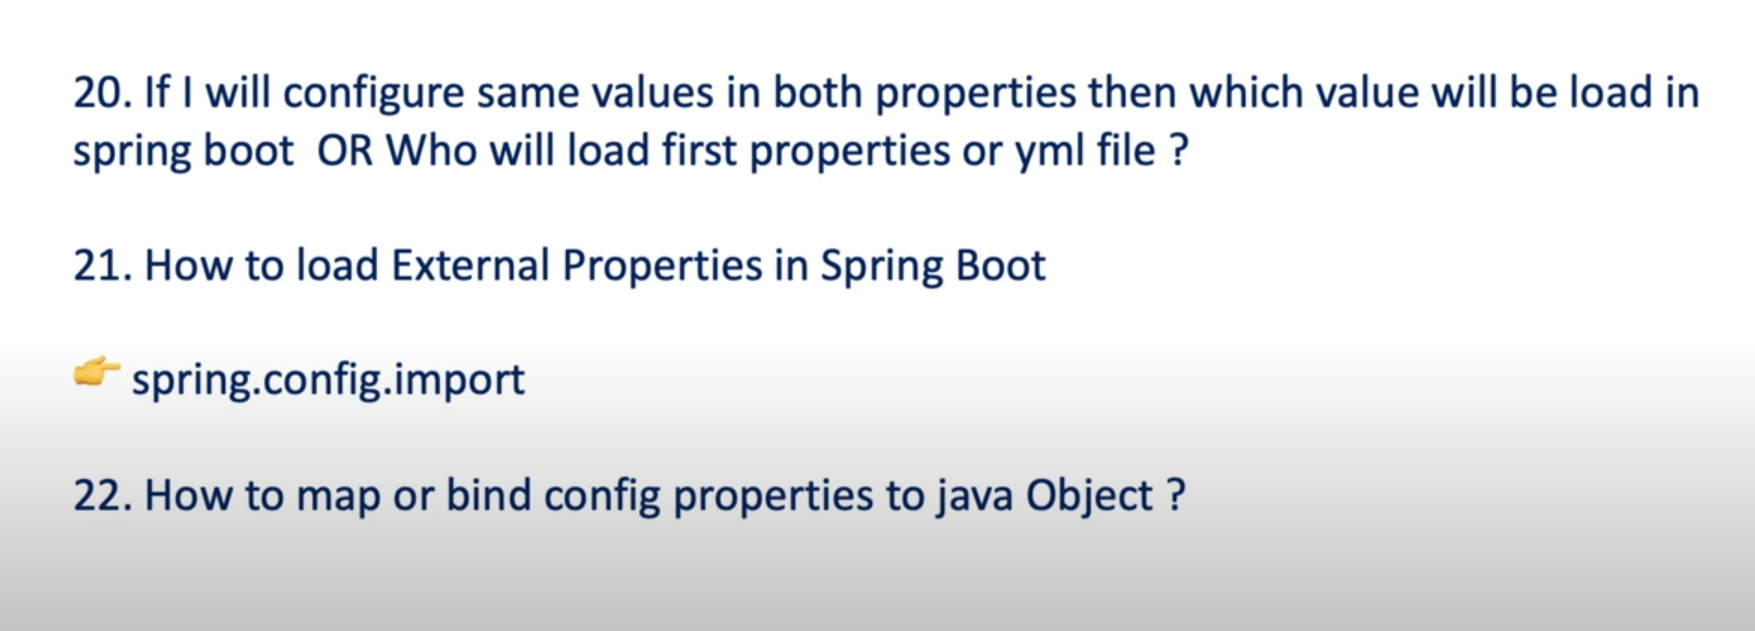 20. If I will configure same values in both properties then which value will be load in
spring boot  OR Who will load first properties or yml file ?
21. How to load External Properties in Spring Boot
👉 spring.config.import
22. How to map or bind config properties to java Object ?